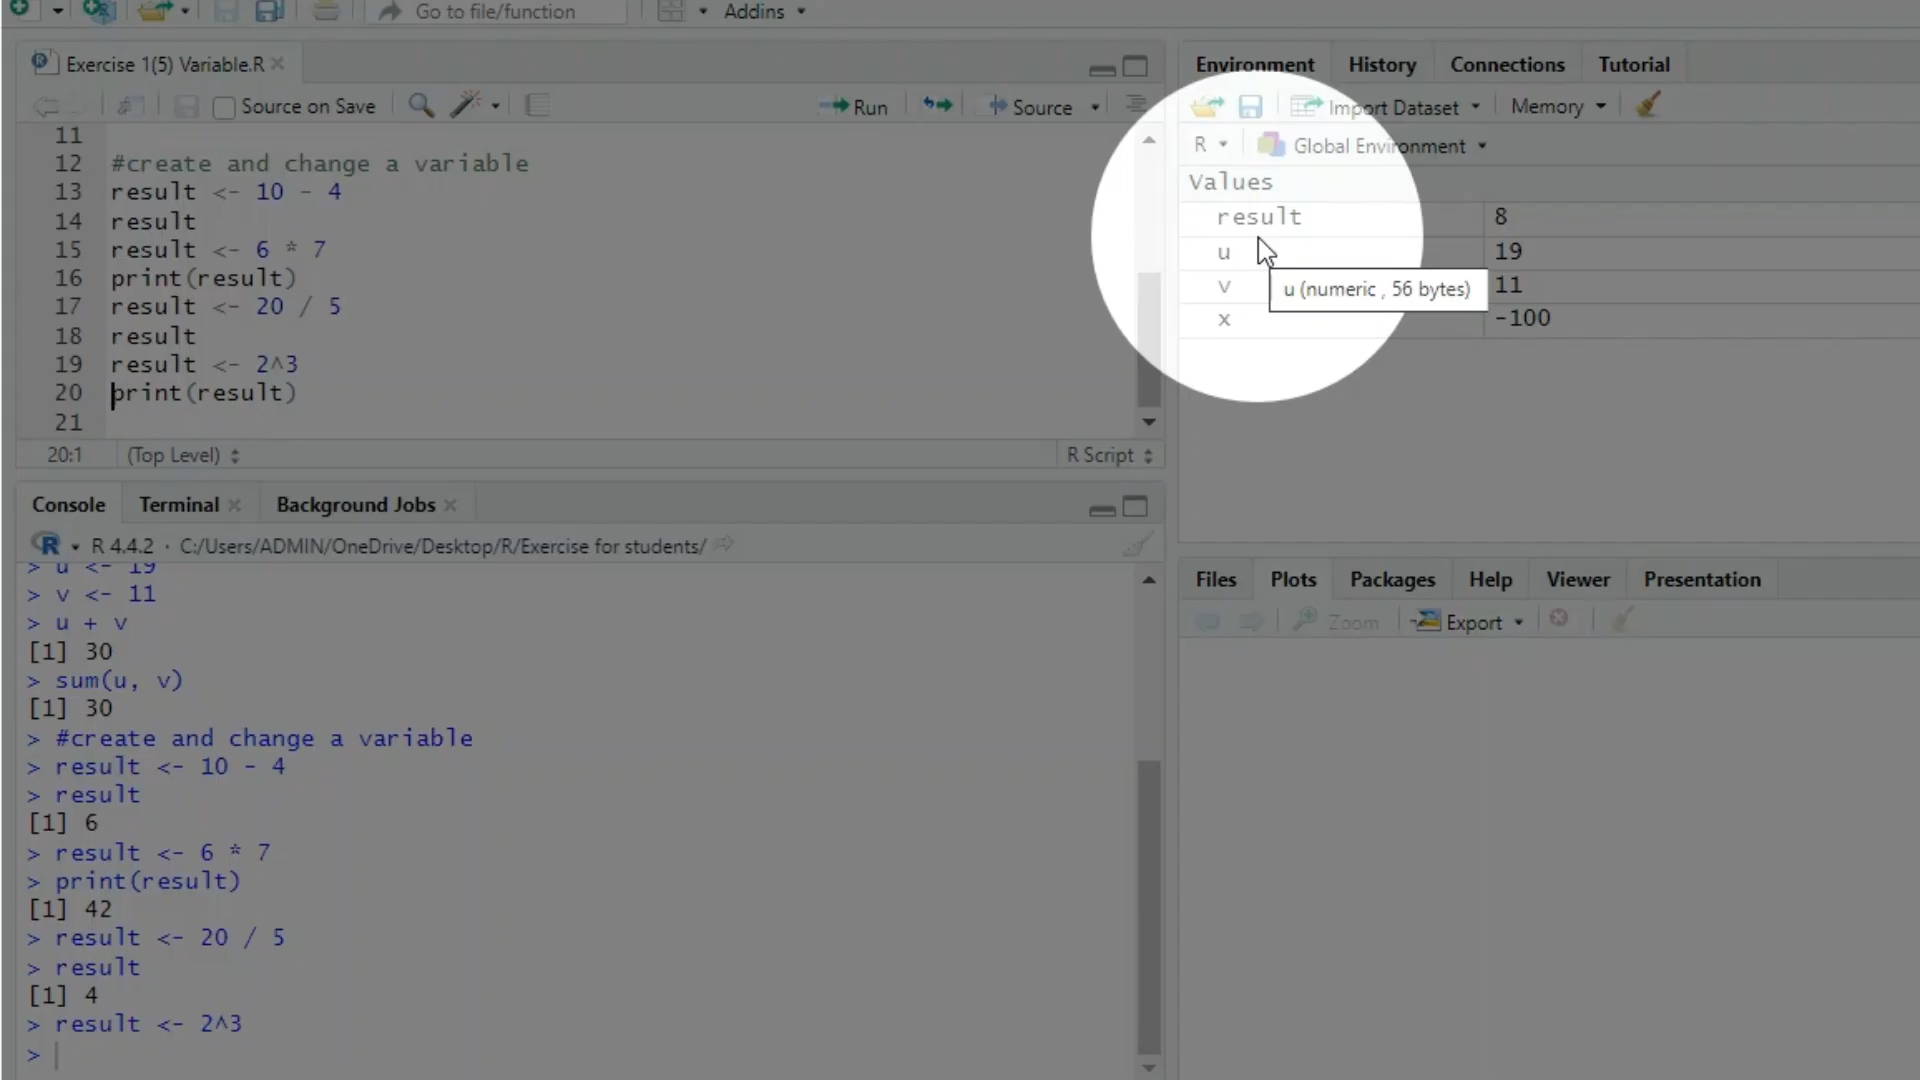 Go to file/function
Addins
Exercise 1(5) Variable.R
Source on Save
Run
Source
11
12 #create and change a variable
13 result <- 10 - 4
14 result
15 result <- 6 * 7
16 print(result)
17 result <- 20 / 5
18 result
19 result <- 2^3
20 print(result)
21
20:1 (Top Level) R Script
Console Terminal Background Jobs
R 4.4.2 · C:/Users/ADMIN/OneDrive/Desktop/R/Exercise for students/
> u <- 19
> v <- 11
> u + v
[1] 30
> sum(u, v)
[1] 30
> #create and change a variable
> result <- 10 - 4
> result
[1] 6
> result <- 6 * 7
> print(result)
[1] 42
> result <- 20 / 5
> result
[1] 4
> result <- 2^3
>
Environment History Connections Tutorial
Import Dataset Memory
R Global Environment
Values
result 8
u 19
v 11
x -100
u (numeric , 56 bytes)
Files Plots Packages Help Viewer Presentation
Zoom Export